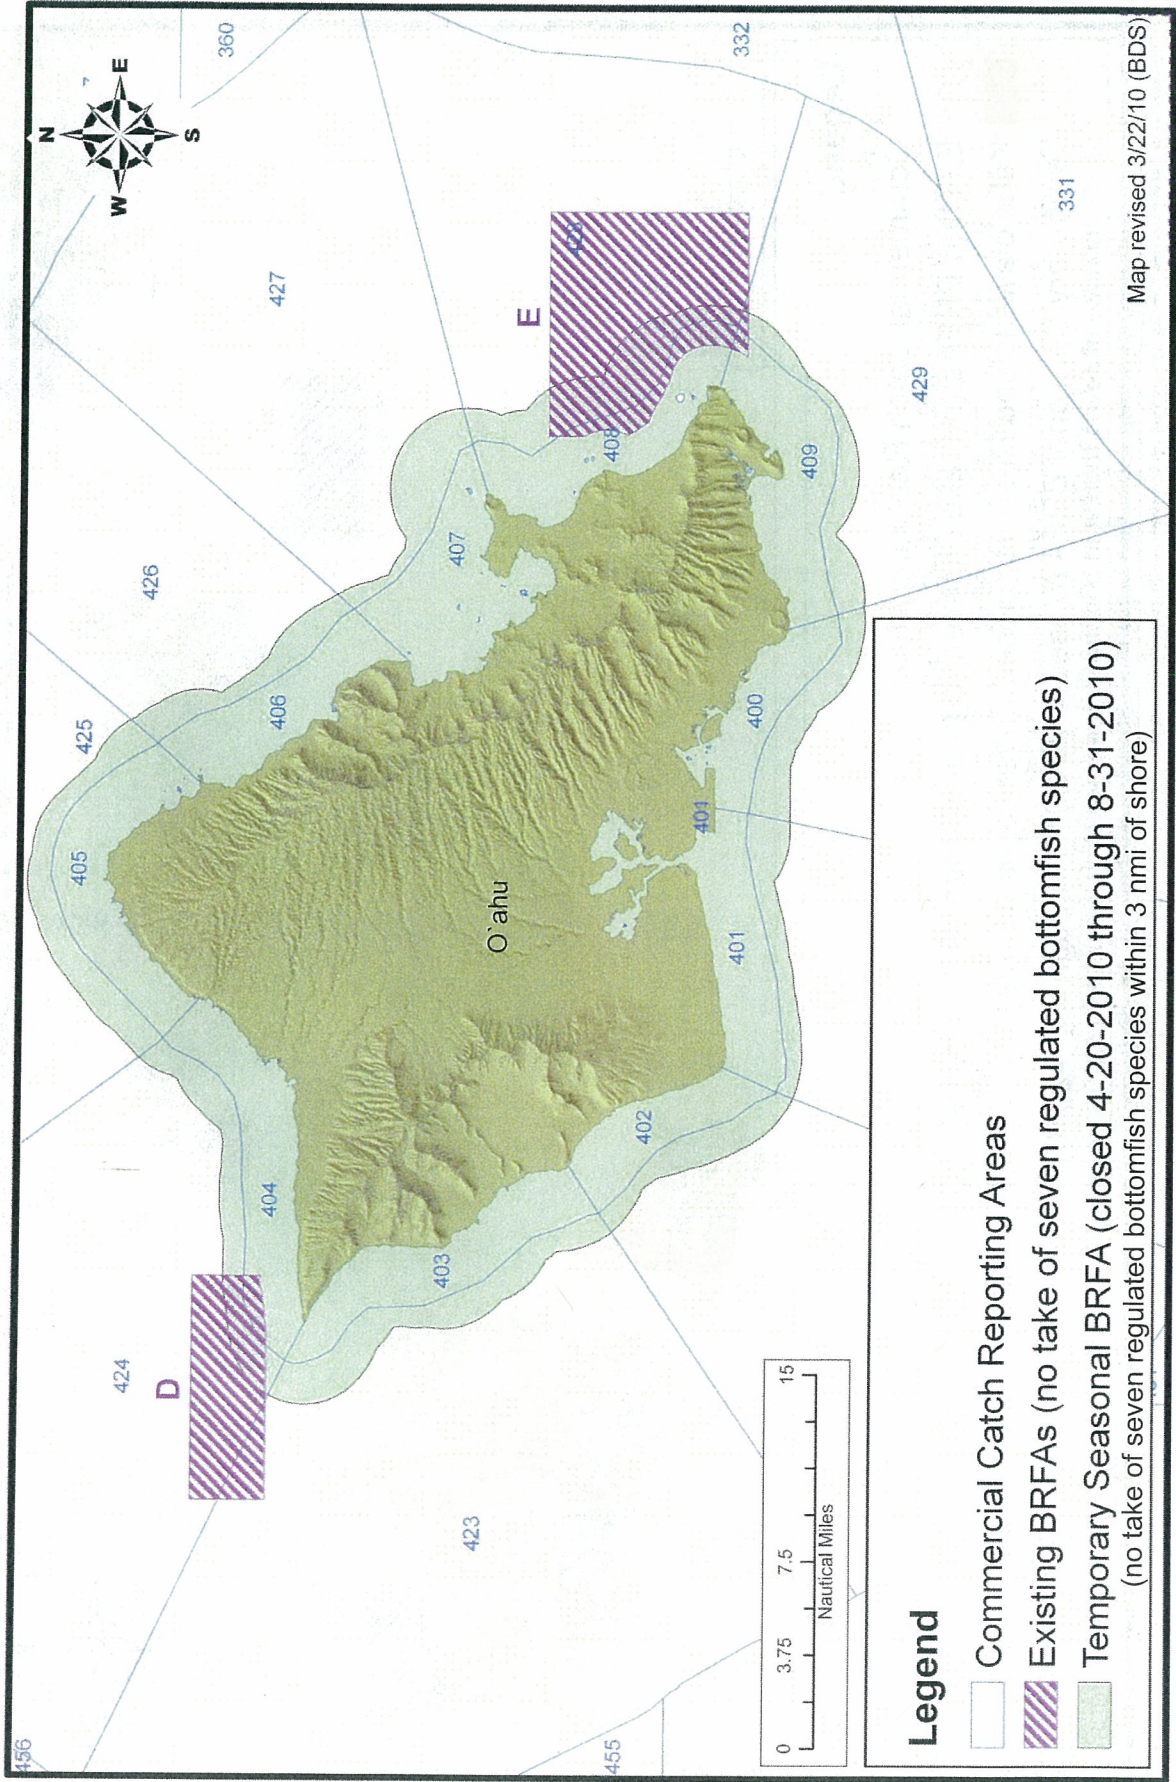 456
N
405
425
W E
424
426
D
S
360
404
406
427
403
407
423
O`ahu
E
428
408
455
402
401
401
332
400
0 3.75 7.5 15
409
Nautical Miles
429
Legend
Commercial Catch Reporting Areas
Existing BRFAs (no take of seven regulated bottomfish species)
331
Temporary Seasonal BRFA (closed 4-20-2010 through 8-31-2010)
(no take of seven regulated bottomfish species within 3 nmi of shore)
Map revised 3/22/10 (BDS)